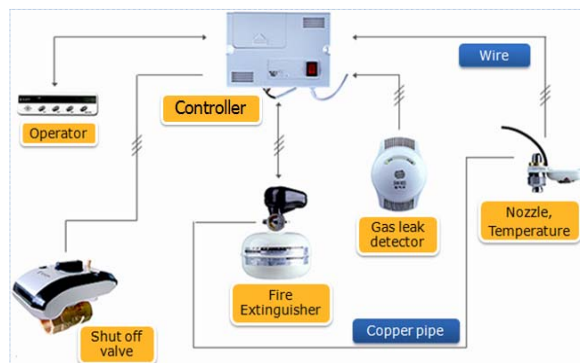 Wire
Controller
Operator
Gas leak
detector
Nozzle,
Temperature
Fire
Extinguisher
Copper pipe
Shut off
valve